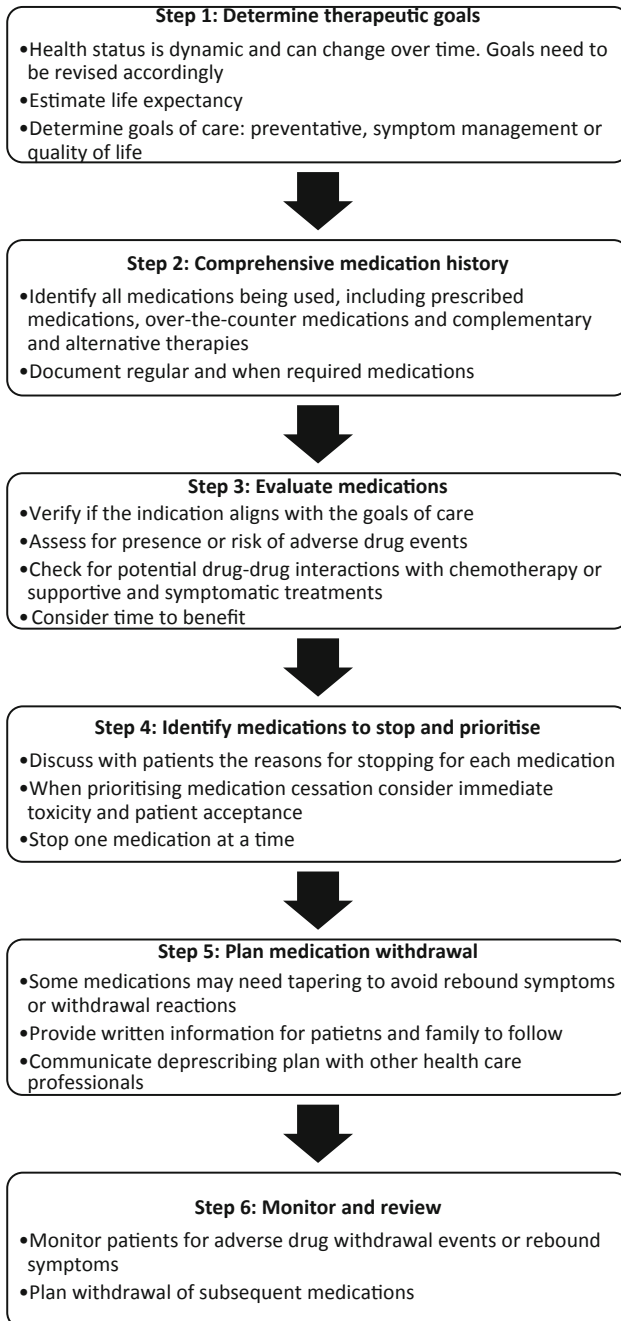 Step 1: Determine therapeutic goals
•Health status is dynamic and can change over time. Goals need to
be revised accordingly
•Estimate life expectancy
•Determine goals of care: preventative, symptom management or
quality of life
Step 2: Comprehensive medication history
•Identify all medications being used, including prescribed
medications, over-the-counter medications and complementary
and alternative therapies
•Document regular and when required medications
Step 3: Evaluate medications
•Verify if the indication aligns with the goals of care
•Assess for presence or risk of adverse drug events
•Check for potential drug-drug interactions with chemotherapy or
supportive and symptomatic treatments
•Consider time to benefit
Step 4: Identify medications to stop and prioritise
•Discuss with patients the reasons for stopping for each medication
•When prioritising medication cessation consider immediate
toxicity and patient acceptance
•Stop one medication at a time
Step 5: Plan medication withdrawal
•Some medications may need tapering to avoid rebound symptoms
or withdrawal reactions
•Provide written information for patietns and family to follow
•Communicate deprescribing plan with other health care
professionals
Step 6: Monitor and review
•Monitor patients for adverse drug withdrawal events or rebound
symptoms
•Plan withdrawal of subsequent medications